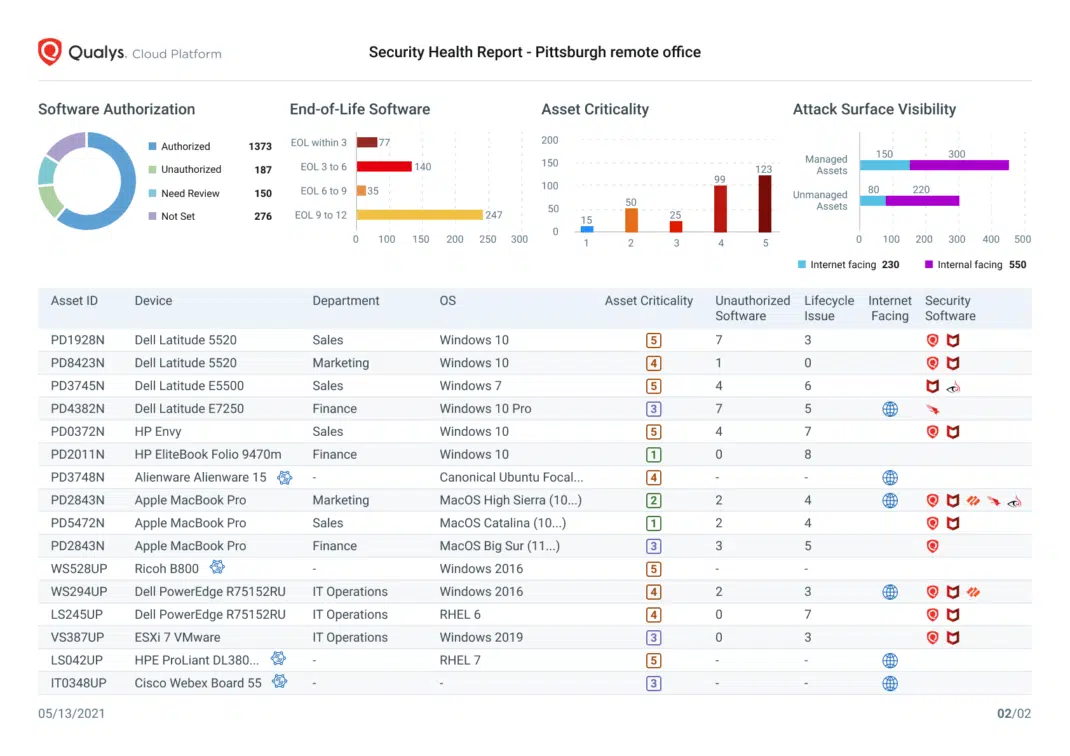 Qualys. Cloud Platform
Security Health Report - Pittsburgh remote office
Software Authorization
Authorized 1373
Unauthorized 187
Need Review 150
Not Set 276
End-of-Life Software
EOL within 3 77
EOL 3 to 6 140
EOL 6 to 9 35
EOL 9 to 12 247
0 100 150 200 250 300
Asset Criticality
200
150
100
50
0
15 50 25 99 123
1 2 3 4 5
Attack Surface Visibility
Managed Assets 150 300
Unmanaged Assets 80 220
0 100 200 300 400 500
Internet facing 230 Internal facing 550
Asset ID Device Department OS Asset Criticality Unauthorized Software Lifecycle Issue Internet Facing Security Software
PD1928N Dell Latitude 5520 Sales Windows 10 5 7 3
PD8423N Dell Latitude 5520 Marketing Windows 10 4 1 0
PD3745N Dell Latitude E5500 Sales Windows 7 5 4 6
PD4382N Dell Latitude E7250 Finance Windows 10 Pro 3 7 5
PD0372N HP Envy Sales Windows 10 5 4 7
PD2011N HP EliteBook Folio 9470m Finance Windows 10 1 0 8
PD3748N Alienware Alienware 15 - Canonical Ubuntu Focal... 4 - -
PD2843N Apple MacBook Pro Marketing MacOS High Sierra (10...) 2 2 4
PD5472N Apple MacBook Pro Sales MacOS Catalina (10...) 1 2 4
PD2843N Apple MacBook Pro Finance MacOS Big Sur (11...) 3 3 5
WS528UP Ricoh B800 - Windows 2016 5 - -
WS294UP Dell PowerEdge R75152RU IT Operations Windows 2016 4 2 3
LS245UP Dell PowerEdge R75152RU IT Operations RHEL 6 4 0 7
VS387UP ESXi 7 VMware IT Operations Windows 2019 3 0 3
LS042UP HPE ProLiant DL380... - RHEL 7 5 - -
IT0348UP Cisco Webex Board 55 - - 3 - -
05/13/2021
02/02